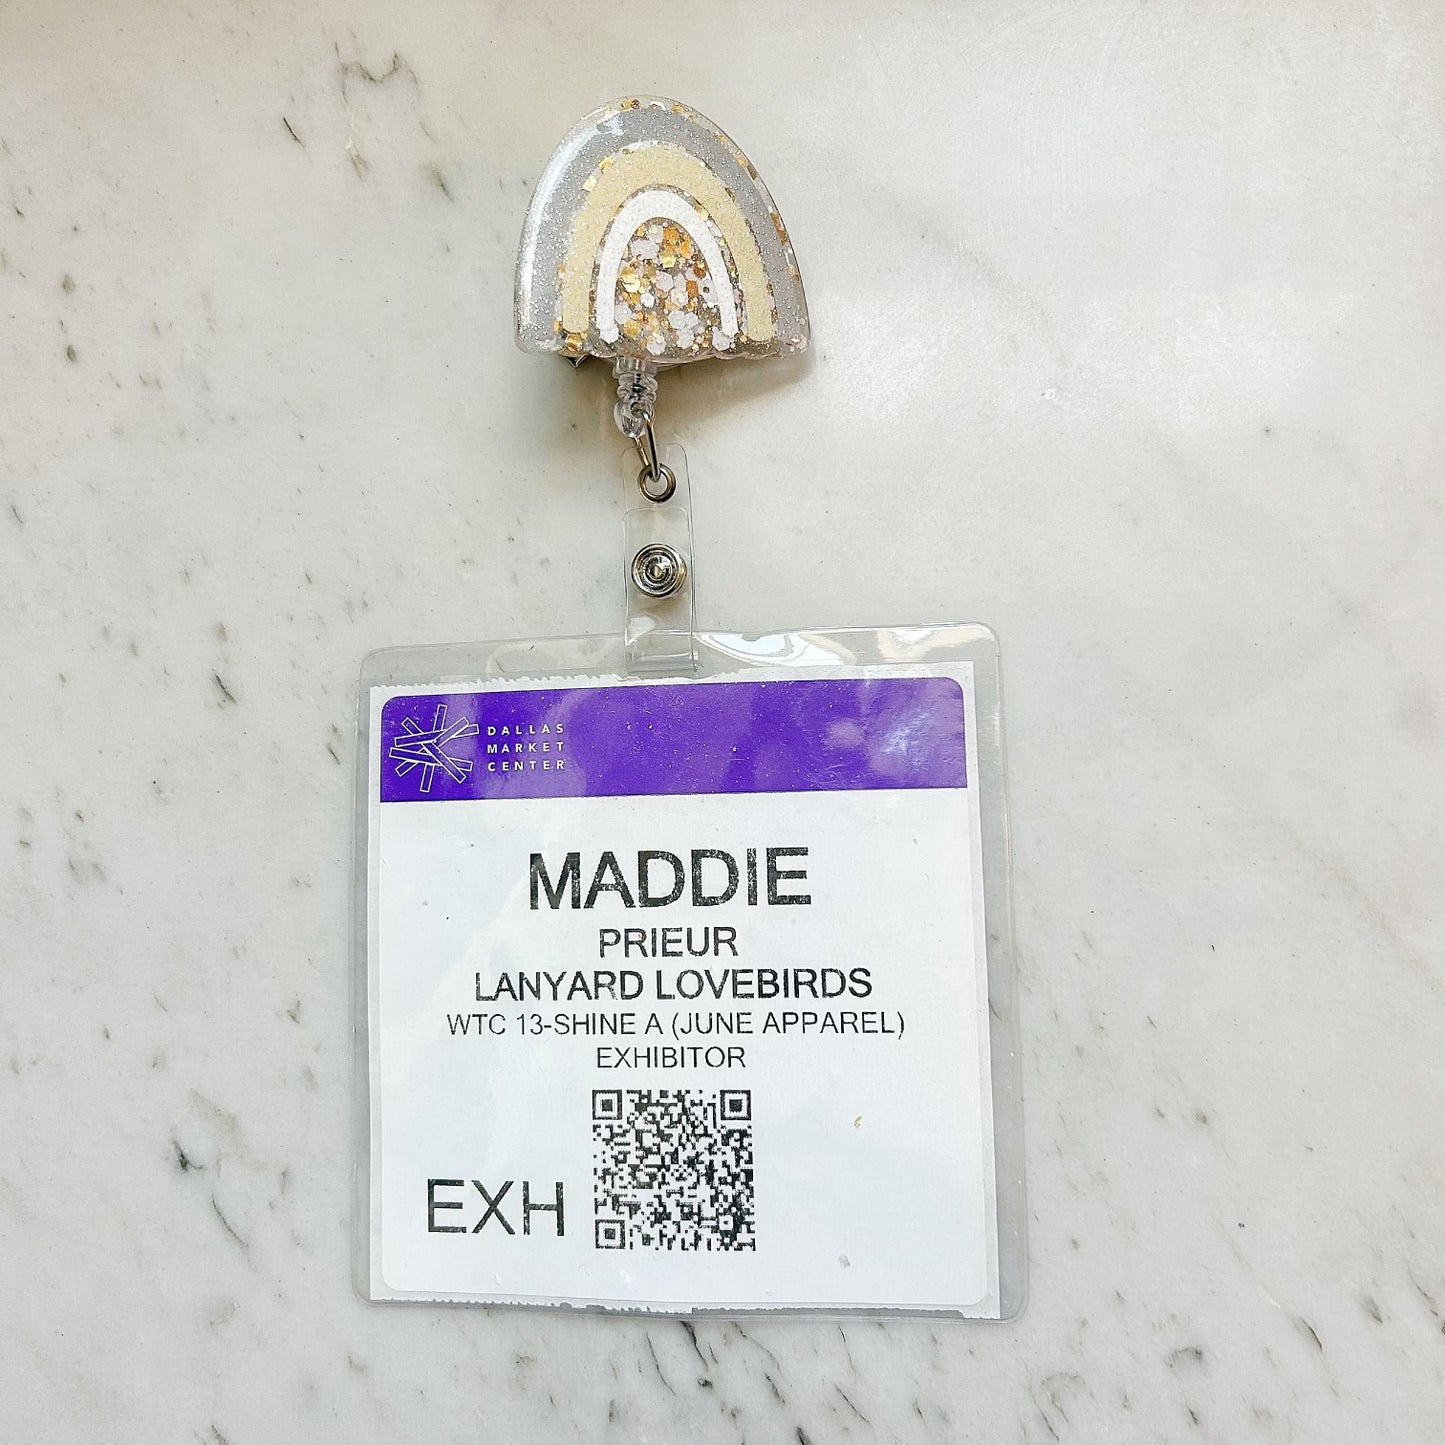 DALLAS
MARKET
CENTER
MADDIE
PRIEUR
LANYARD LOVEBIRDS
WTC 13-SHINE A (JUNE APPAREL)
EXHIBITOR
EXH